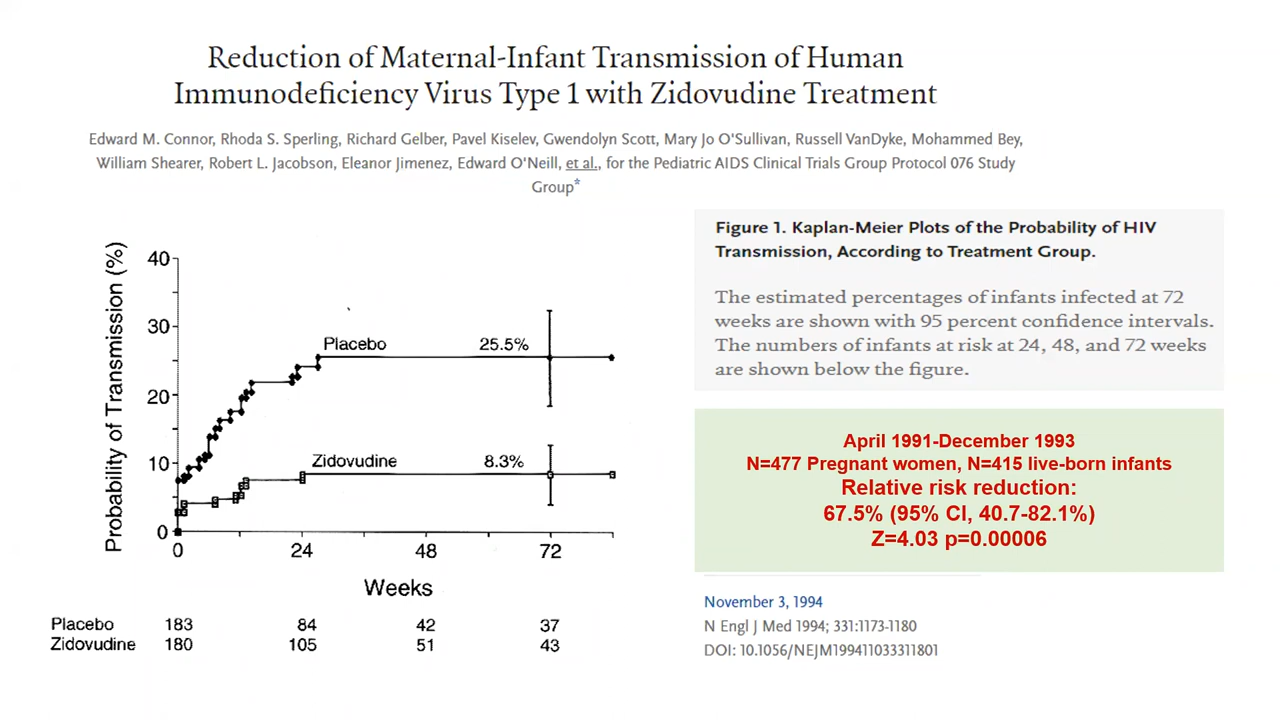 Reduction of Maternal-Infant Transmission of Human
Immunodeficiency Virus Type 1 with Zidovudine Treatment
Edward M. Connor, Rhoda S. Sperling, Richard Gelber, Pavel Kiselev, Gwendolyn Scott, Mary Jo O'Sullivan, Russell VanDyke, Mohammed Bey,
William Shearer, Robert L. Jacobson, Eleanor Jimenez, Edward O'Neill, et al., for the Pediatric AIDS Clinical Trials Group Protocol 076 Study
Group*
Probability of Transmission (%)
40
30
20
10
0
Placebo 25.5%
Zidovudine 8.3%
0 24 48 72
Weeks
Placebo 183 84 42 37
Zidovudine 180 105 51 43
Figure 1. Kaplan-Meier Plots of the Probability of HIV
Transmission, According to Treatment Group.
The estimated percentages of infants infected at 72
weeks are shown with 95 percent confidence intervals.
The numbers of infants at risk at 24, 48, and 72 weeks
are shown below the figure.
April 1991-December 1993
N=477 Pregnant women, N=415 live-born infants
Relative risk reduction:
67.5% (95% CI, 40.7-82.1%)
Z=4.03 p=0.00006
November 3, 1994
N Engl J Med 1994; 331:1173-1180
DOI: 10.1056/NEJM199411033311801